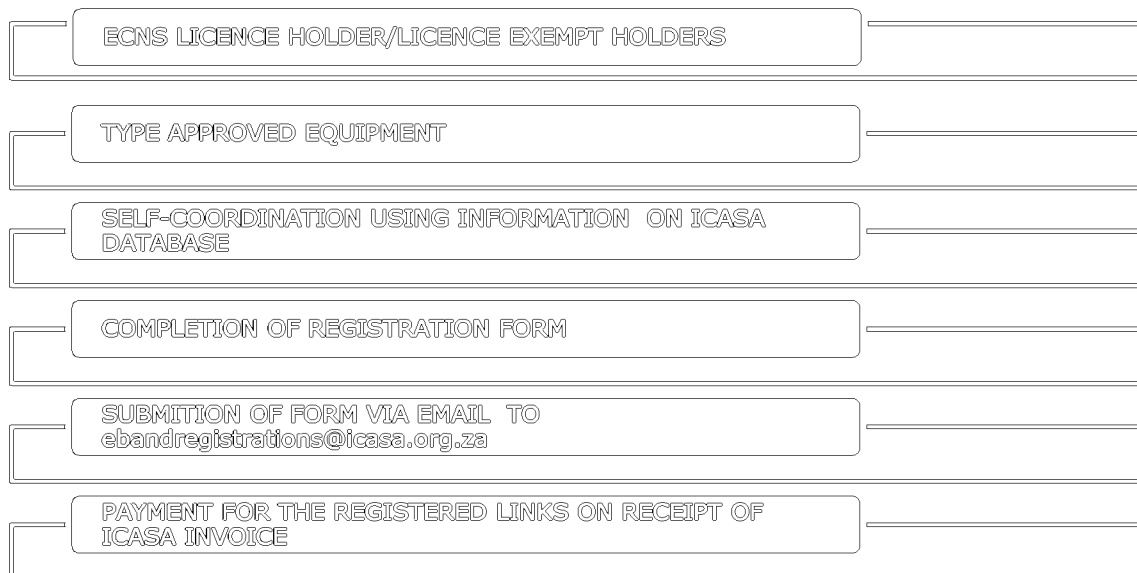 ECNS LICENCE HOLDER/LICENCE EXEMPT HOLDERS
TYPE APPROVED EQUIPMENT
SELF-COORDINATION USING INFORMATION ON ICASA
DATABASE
COMPLETION OF REGISTRATION FORM
SUBMITION OF FORM VIA EMAIL TO
ebandregistrations@icasa.org.za
PAYMENT FOR THE REGISTERED LINKS ON RECEIPT OF
ICASA INVOICE